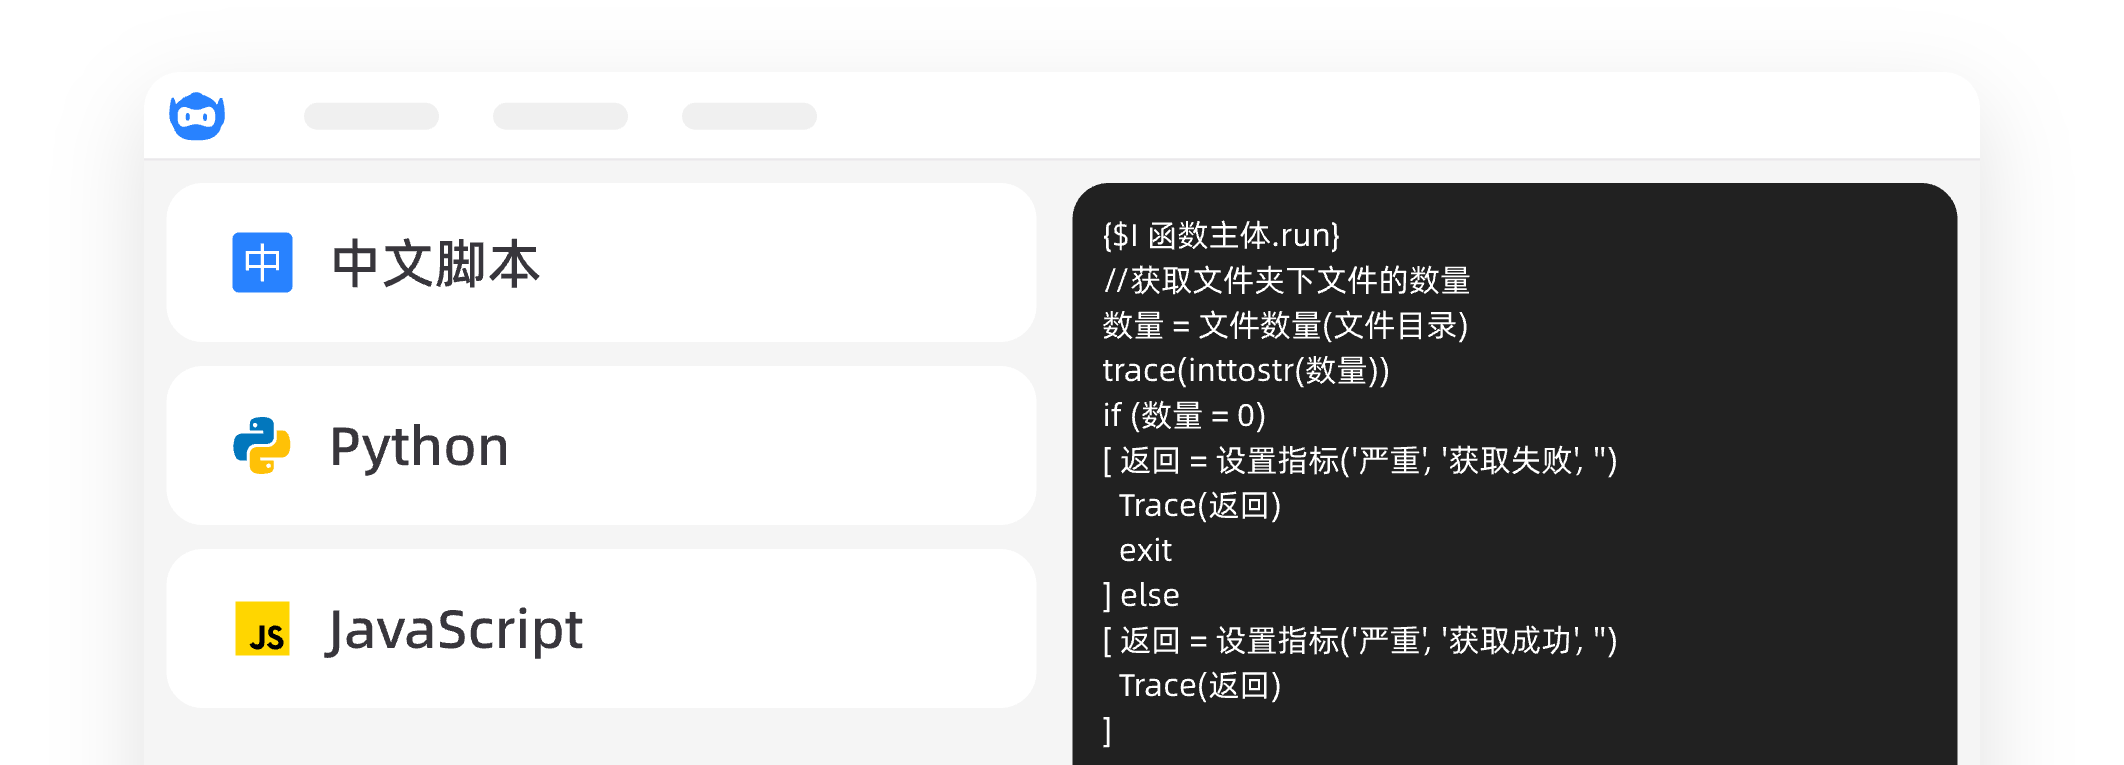 中 中文脚本
Python
JS JavaScript
{$I 函数主体.run}
//获取文件夹下文件的数量
数量 = 文件数量(文件目录)
trace(inttostr(数量))
if (数量 = 0)
[ 返回 = 设置指标('严重', '获取失败', '')
Trace(返回)
exit
] else
[ 返回 = 设置指标('严重', '获取成功', '')
Trace(返回)
]